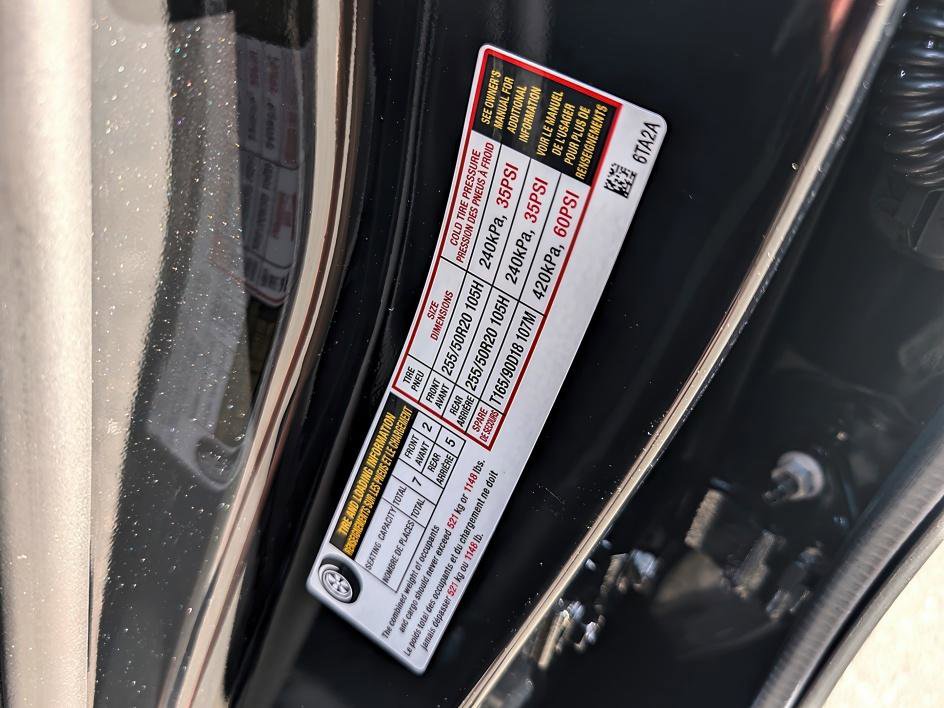 TIRE AND LOADING INFORMATION
RENSEIGNEMENTS SUR LES PNEUS ET LE CHARGEMENT
SEATING CAPACITY
NOMBRE DE PLACES
TOTAL
TOTAL
7
FRONT
AVANT
2
REAR
ARRIÈRE
5
The combined weight of occupants
and cargo should never exceed 521 kg or 1148 lbs.
Le poids total des occupants et du chargement ne doit
jamais dépasser 521 kg ou 1148 lb.
TIRE
PNEU
SIZE
DIMENSIONS
COLD TIRE PRESSURE
PRESSION DES PNEUS À FROID
FRONT
AVANT
255/50R20 105H
240kPa, 35PSI
REAR
ARRIÈRE
255/50R20 105H
240kPa, 35PSI
SPARE
DE SECOURS
T165/90D18 107M
420kPa, 60PSI
SEE OWNER'S
MANUAL FOR
ADDITIONAL
INFORMATION
VOIR LE MANUEL
DE L'USAGER
POUR PLUS DE
RENSEIGNEMENTS
6TA2A